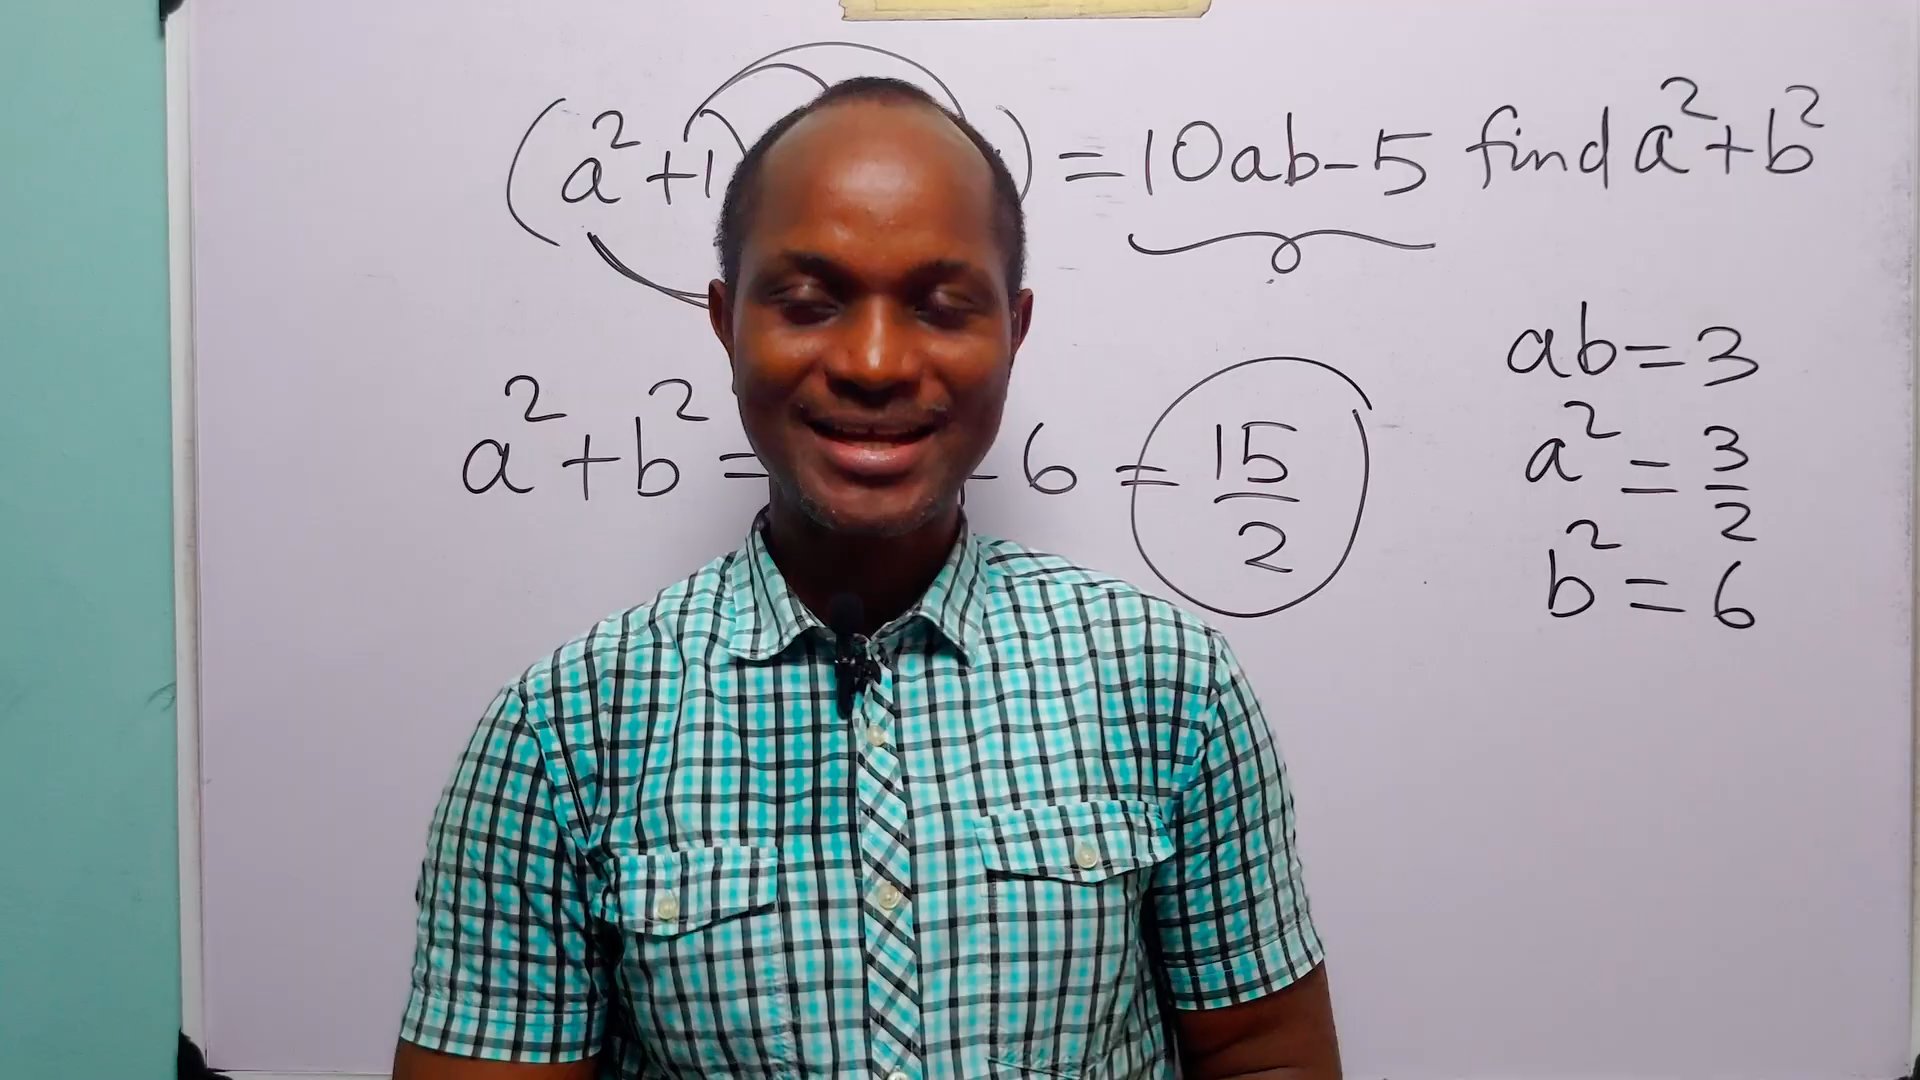 (a²+1 ) = 10ab-5 find a²+b²
ab = 3
a²+b² = - 6 = 15/2
a² = 3/2
b² = 6